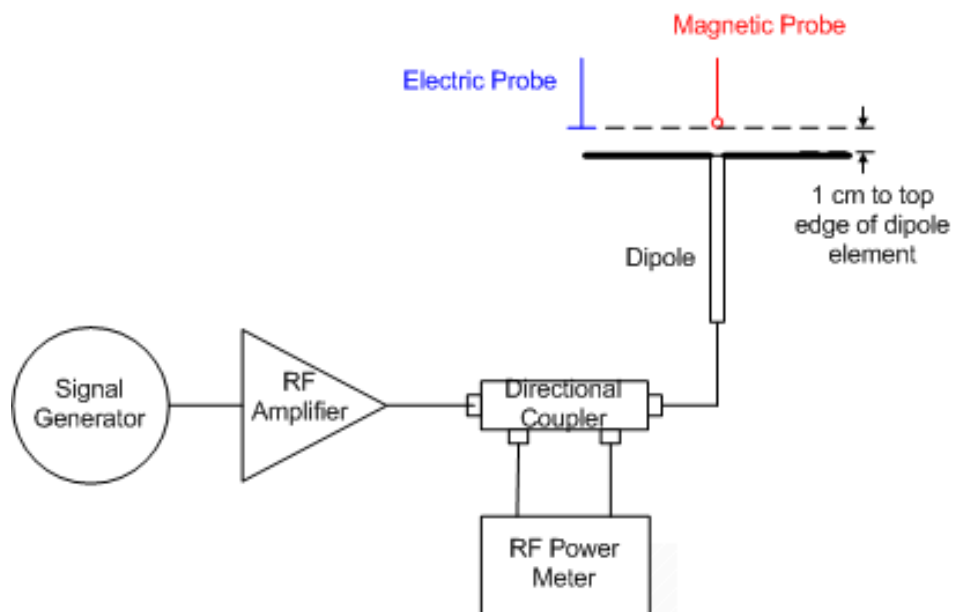 Magnetic Probe
Electric Probe
1 cm to top
edge of dipole
element
Dipole
Signal
Generator
RF
Amplifier
Directional
Coupler
RF Power
Meter